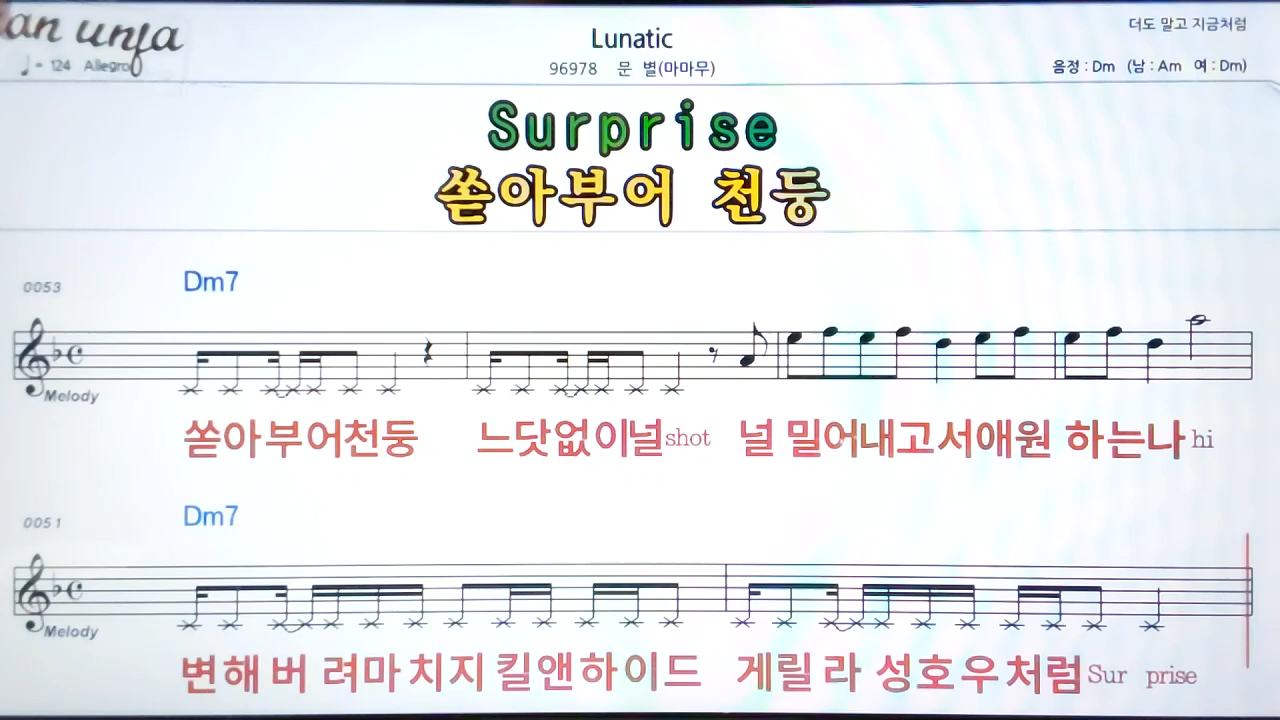 an unfa
더도 말고 지금처럼
Lunatic
♩= 124 Allegro
96978 문 별(마마무)
음정 : Dm (남 : Am 여 : Dm)
Surprise
쏟아부어 천둥
0053
Dm7
Melody
쏟아부어천둥 느닷없이널shot 널 밀어내고서애원 하는나 hi
0051
Dm7
Melody
변해 버 려마 치지 킬앤하이드 게릴 라 성호우처럼Sur prise